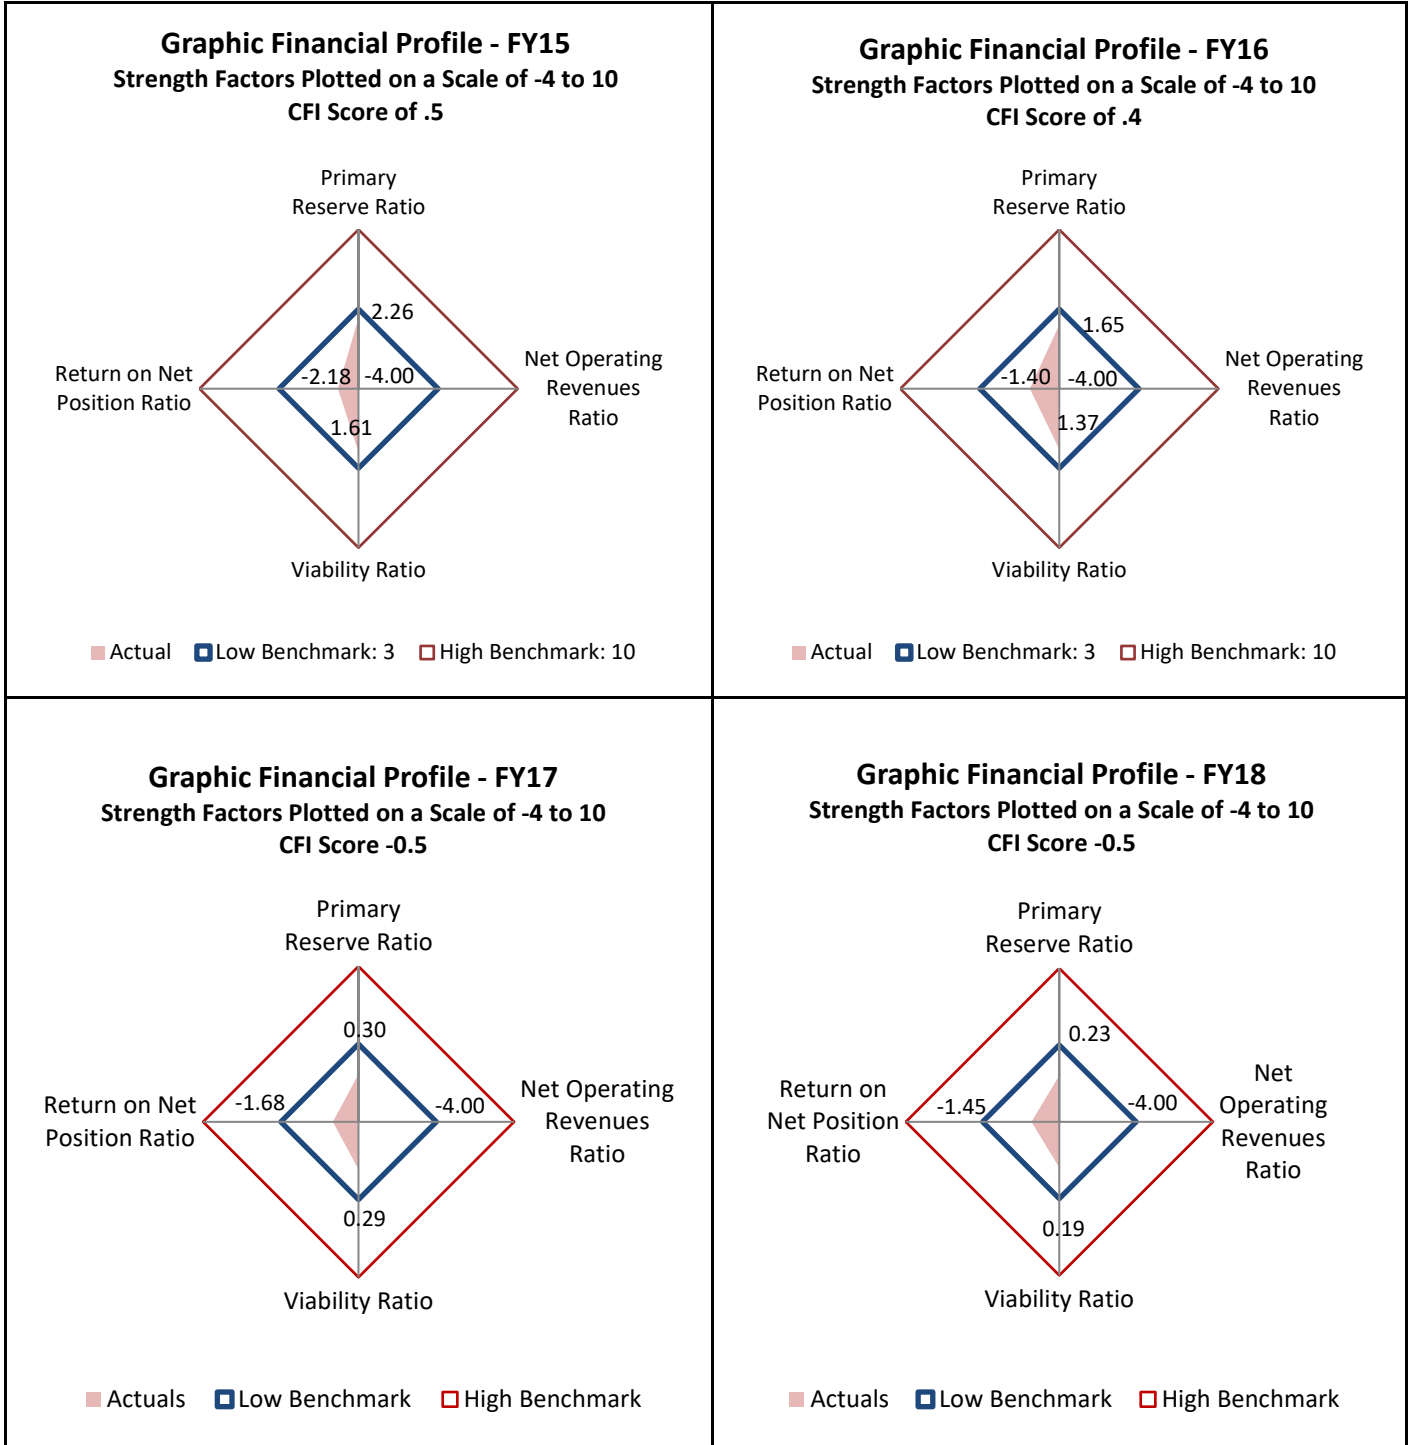 Graphic Financial Profile - FY15
Strength Factors Plotted on a Scale of -4 to 10
CFI Score of .5
Primary
Reserve Ratio
2.26
Return on Net
Position Ratio
-2.18
-4.00
Net Operating
Revenues
Ratio
1.61
Viability Ratio
Actual
Low Benchmark: 3
High Benchmark: 10
Graphic Financial Profile - FY16
Strength Factors Plotted on a Scale of -4 to 10
CFI Score of .4
Primary
Reserve Ratio
1.65
Return on Net
Position Ratio
-1.40
-4.00
Net Operating
Revenues
Ratio
1.37
Viability Ratio
Actual
Low Benchmark: 3
High Benchmark: 10
Graphic Financial Profile - FY17
Strength Factors Plotted on a Scale of -4 to 10
CFI Score -0.5
Primary
Reserve Ratio
0.30
Return on Net
Position Ratio
-1.68
-4.00
Net Operating
Revenues
Ratio
0.29
Viability Ratio
Actuals
Low Benchmark
High Benchmark
Graphic Financial Profile - FY18
Strength Factors Plotted on a Scale of -4 to 10
CFI Score -0.5
Primary
Reserve Ratio
0.23
Return on
Net Position
Ratio
-1.45
-4.00
Net
Operating
Revenues
Ratio
0.19
Viability Ratio
Actuals
Low Benchmark
High Benchmark